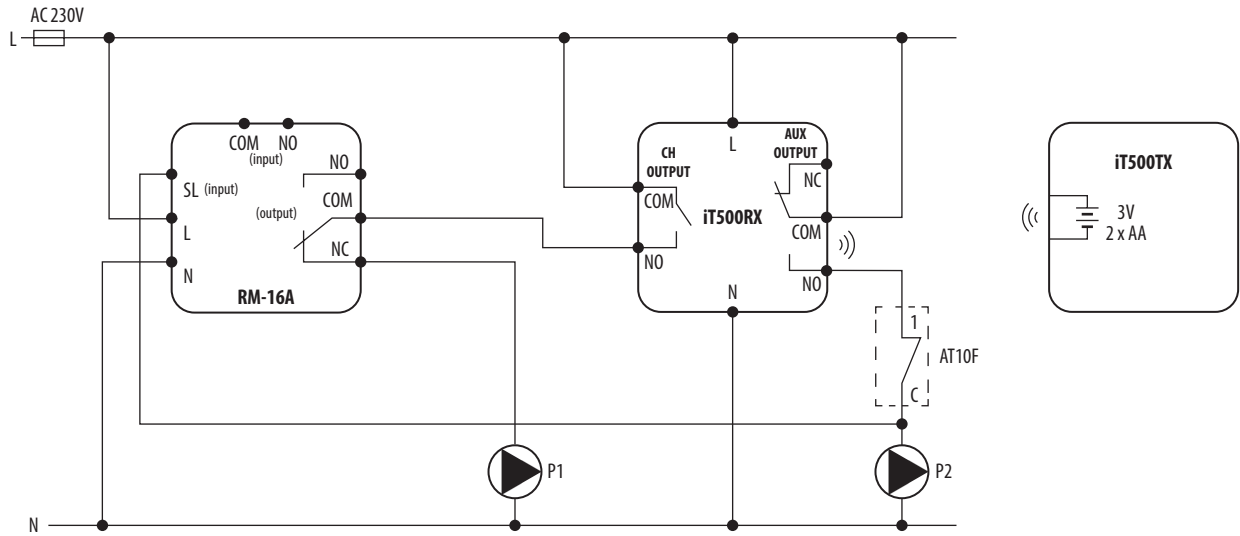 AC 230V
L
COM NO
(input)
NO
SL (input)
COM
(output)
L
NC
N
RM-16A
L
AUX
OUTPUT
CH
OUTPUT
NC
COM
iT500RX
COM
NO
N
NO
iT500TX
3V
2 x AA
1
AT10F
C
P1
P2
N